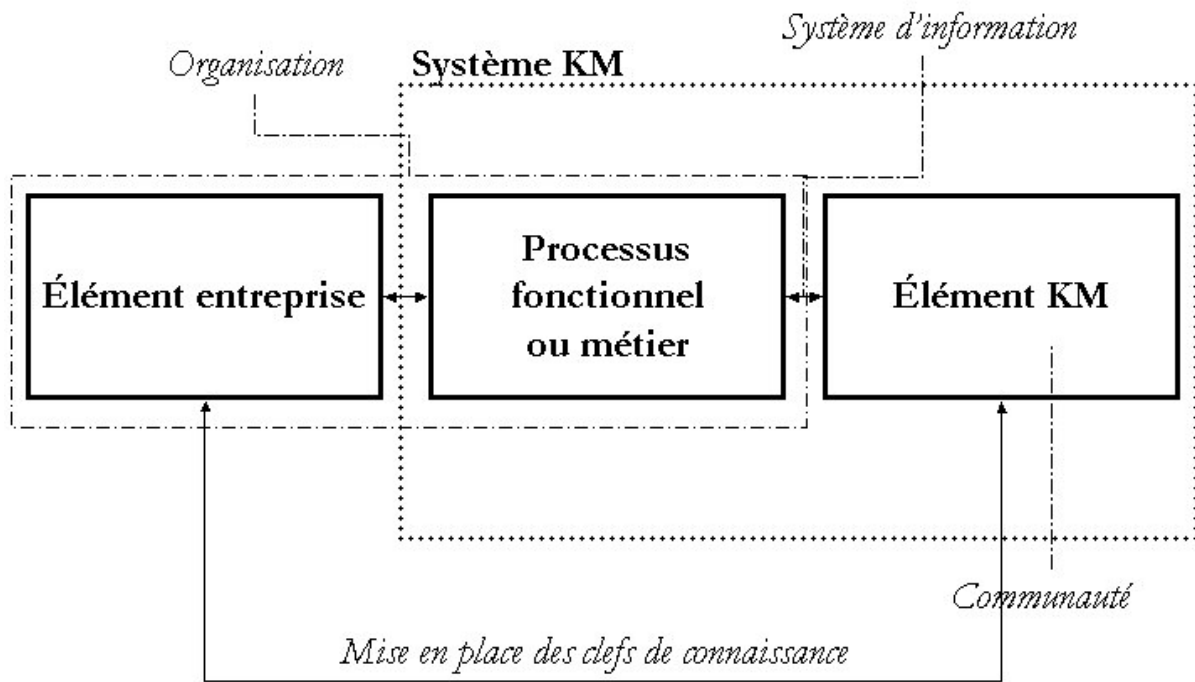 Système d'information
Organisation
Système KM
Élément entreprise
Processus
fonctionnel
ou métier
Élément KM
Communauté
Mise en place des clefs de connaissance